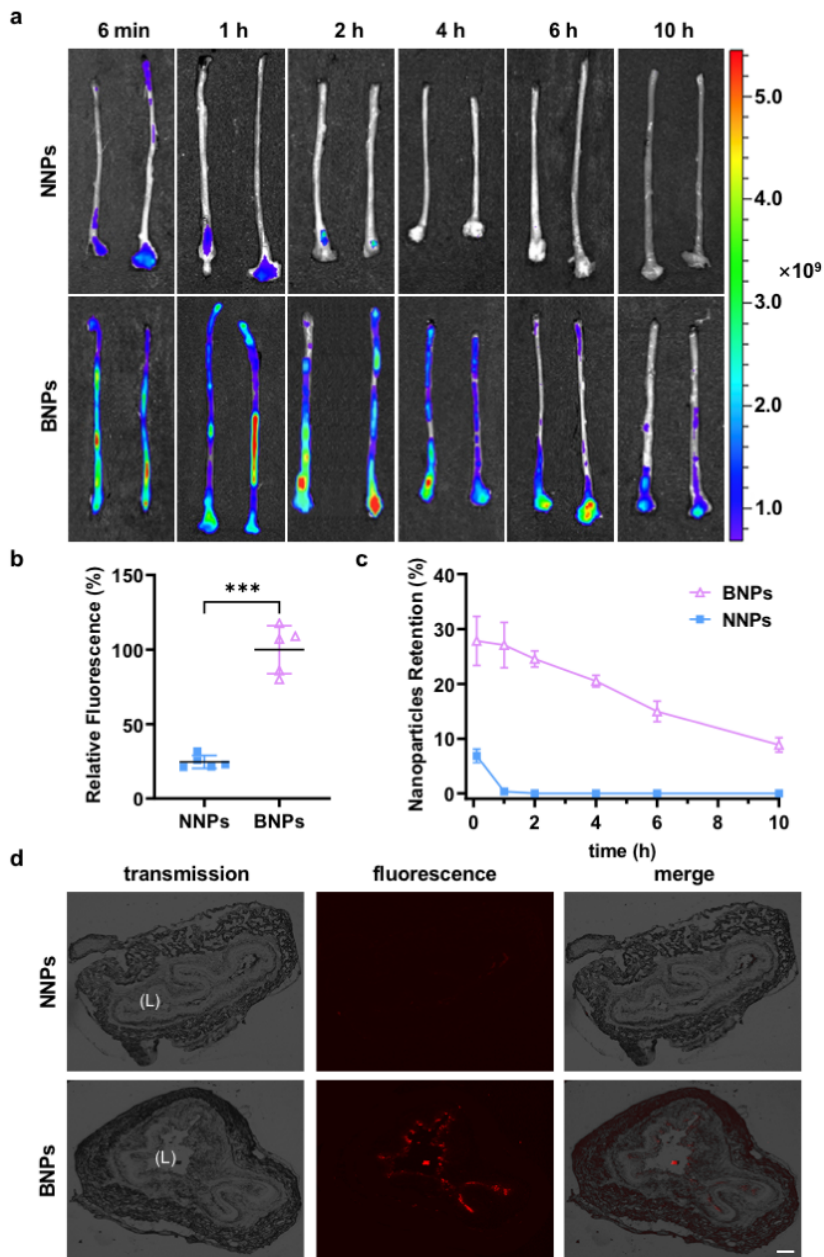 a
6 min 1 h 2 h 4 h 6 h 10 h
NNPs
BNPs
5.0
4.0
×10⁹
3.0
2.0
1.0
b
Relative Fluorescence (%)
150
100
50
0
***
NNPs BNPs
c
Nanoparticles Retention (%)
40
30
20
10
0
BNPs
NNPs
0 2 4 6 8 10
time (h)
d
transmission fluorescence merge
NNPs
(L)
BNPs
(L)